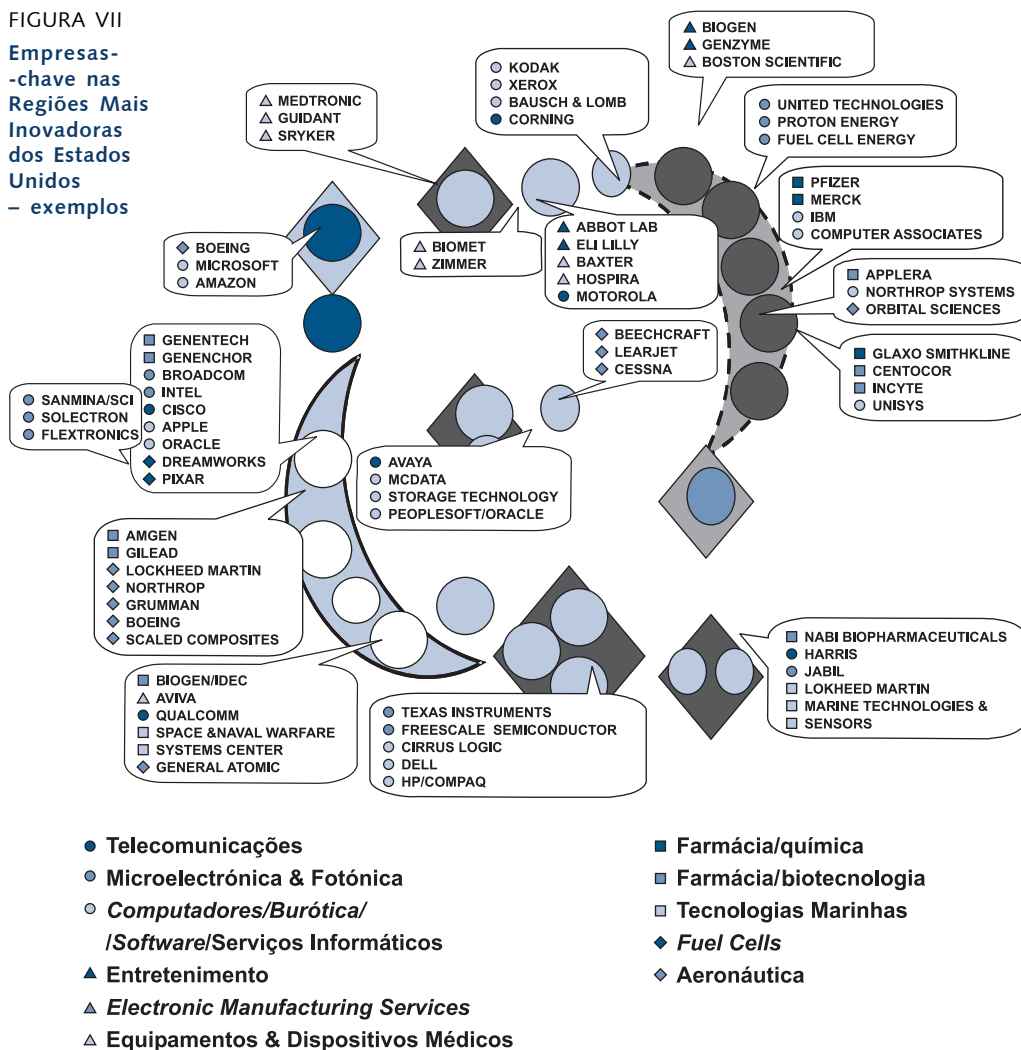 FIGURA VII
Empresas-
-chave nas
Regiões Mais
Inovadoras
dos Estados
Unidos
– exemplos
MEDTRONIC
GUIDANT
SRYKER
KODAK
XEROX
BAUSCH & LOMB
CORNING
BIOGEN
GENZYME
BOSTON SCIENTIFIC
UNITED TECHNOLOGIES
PROTON ENERGY
FUEL CELL ENERGY
PFIZER
MERCK
IBM
COMPUTER ASSOCIATES
BOEING
MICROSOFT
AMAZON
BIOMET
ZIMMER
ABBOT LAB
ELI LILLY
BAXTER
HOSPIRA
MOTOROLA
APPLERA
NORTHROP SYSTEMS
ORBITAL SCIENCES
GENENTECH
GENENCHOR
BROADCOM
INTEL
CISCO
APPLE
ORACLE
DREAMWORKS
PIXAR
SANMINA/SCI
SOLECTRON
FLEXTRONICS
BEECHCRAFT
LEARJET
CESSNA
GLAXO SMITHKLINE
CENTOCOR
INCYTE
UNISYS
AVAYA
MCDATA
STORAGE TECHNOLOGY
PEOPLESOFT/ORACLE
AMGEN
GILEAD
LOCKHEED MARTIN
NORTHROP
GRUMMAN
BOEING
SCALED COMPOSITES
BIOGEN/IDEC
AVIVA
QUALCOMM
SPACE &NAVAL WARFARE
SYSTEMS CENTER
GENERAL ATOMIC
TEXAS INSTRUMENTS
FREESCALE SEMICONDUCTOR
CIRRUS LOGIC
DELL
HP/COMPAQ
NABI BIOPHARMACEUTICALS
HARRIS
JABIL
LOKHEED MARTIN
MARINE TECHNOLOGIES &
SENSORS
Telecomunicações
Microelectrónica & Fotónica
Computadores/Burótica/
/Software/Serviços Informáticos
Entretenimento
Electronic Manufacturing Services
Equipamentos & Dispositivos Médicos
Farmácia/química
Farmácia/biotecnologia
Tecnologias Marinhas
Fuel Cells
Aeronáutica